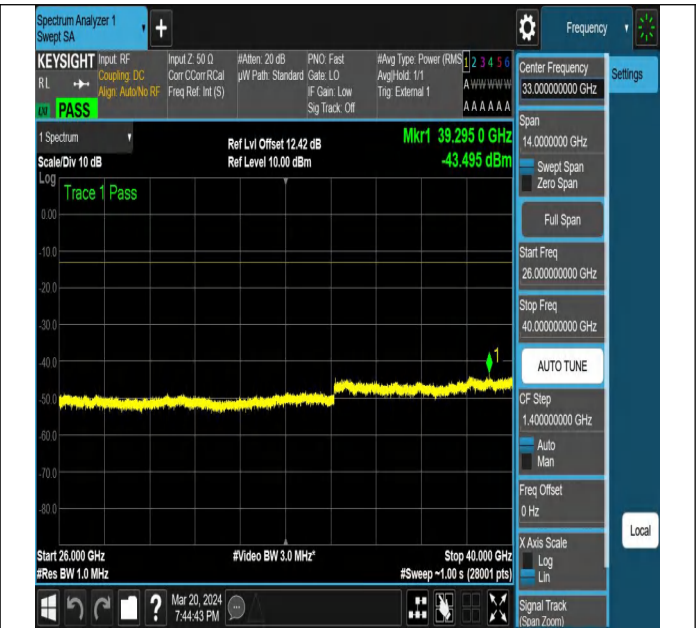 Spectrum Analyzer 1
Swept SA
Frequency
KEYSIGHT
RL
PASS
Input: RF
Coupling: DC
Align: Auto/No RF
Input Z: 50 Ω
Corr CCorr RCal
Freq Ref: Int (S)
#Atten: 20 dB
µW Path: Standard
PNO: Fast
Gate: LO
IF Gain: Low
Sig Track: Off
#Avg Type: Power (RMS
Avg|Hold: 1/1
Trig: External 1
1 2 3 4 5 6
A W W W W W
A A A A A A
1 Spectrum
Scale/Div 10 dB
Log
Ref Lvl Offset 12.42 dB
Ref Level 10.00 dBm
Mkr1 39.295 0 GHz
-43.495 dBm
Trace 1 Pass
0.00
-10.0
-20.0
-30.0
-40.0
-50.0
-60.0
-70.0
-80.0
1
Start 26.000 GHz
#Res BW 1.0 MHz
#Video BW 3.0 MHz*
Stop 40.000 GHz
#Sweep ~1.00 s (28001 pts)
Mar 20, 2024
7:44:43 PM
Center Frequency
33.000000000 GHz
Settings
Span
14.0000000 GHz
Swept Span
Zero Span
Full Span
Start Freq
26.000000000 GHz
Stop Freq
40.000000000 GHz
AUTO TUNE
CF Step
1.400000000 GHz
Auto
Man
Freq Offset
0 Hz
X Axis Scale
Log
Lin
Local
Signal Track
(Span Zoom)